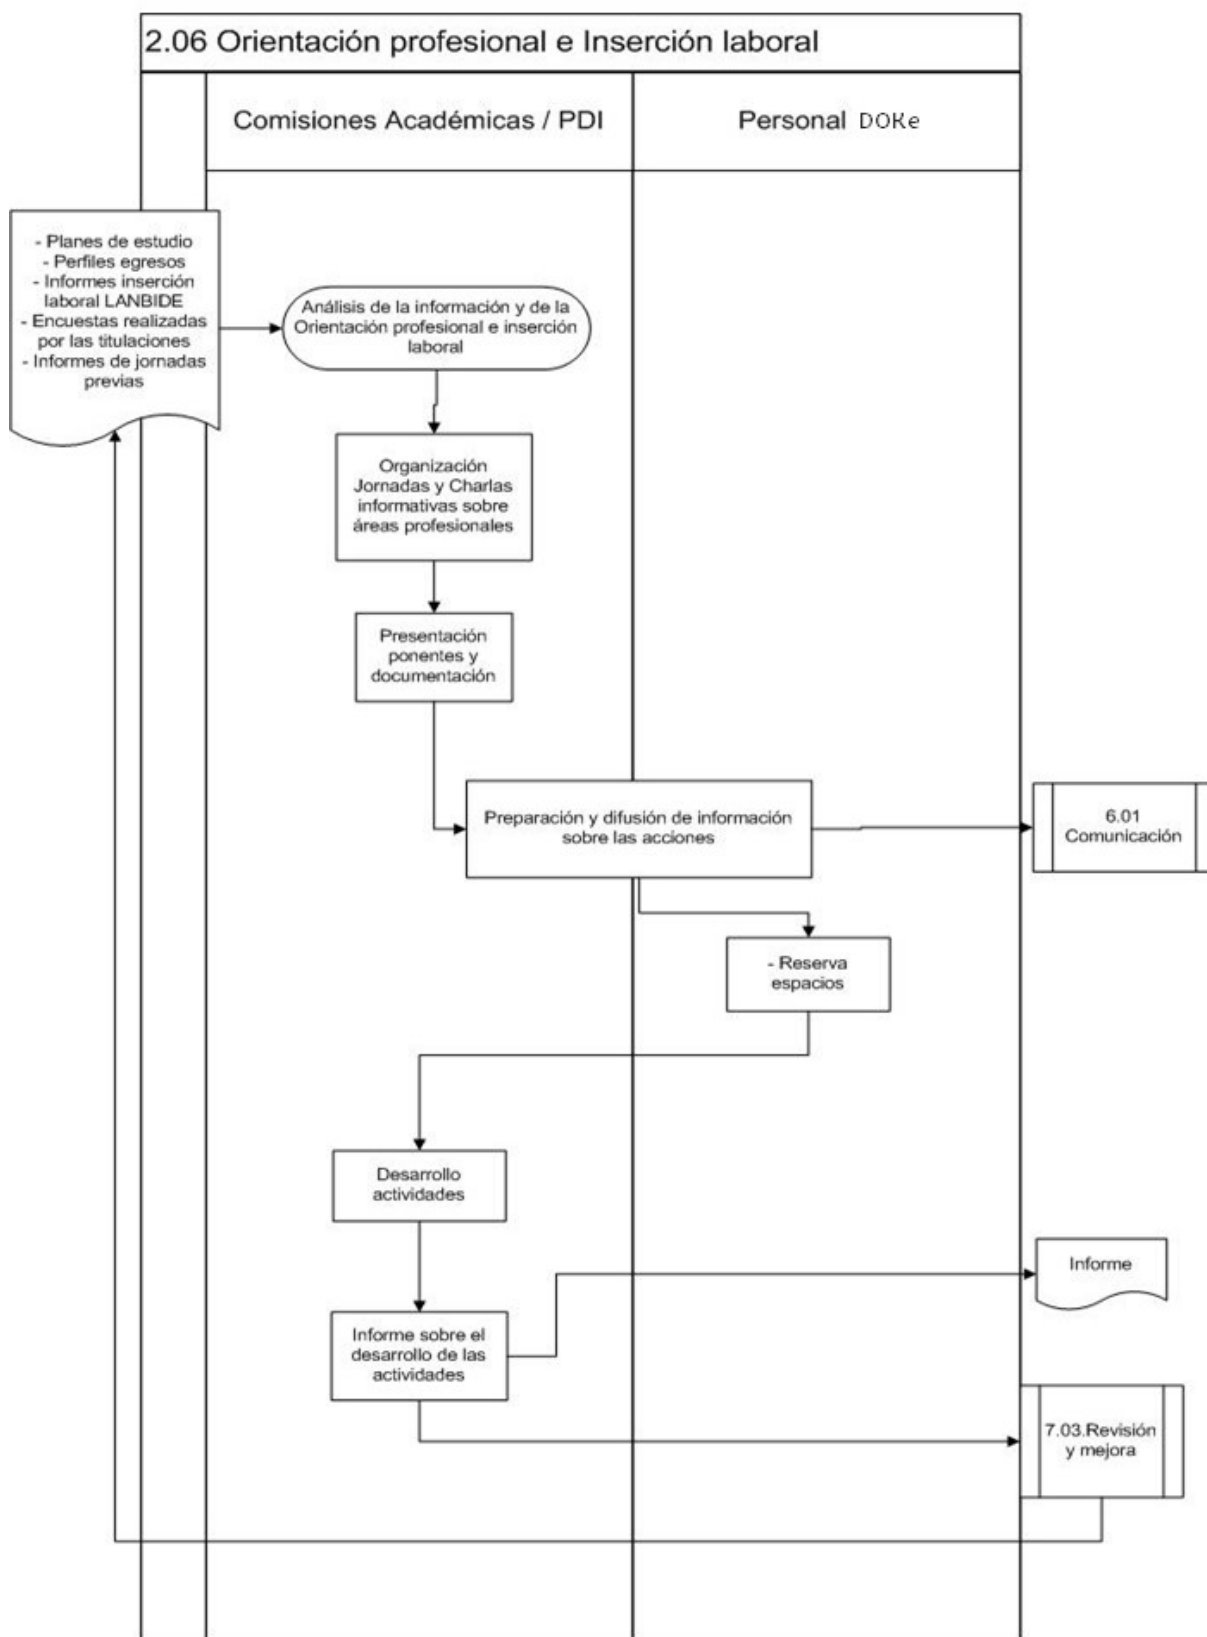 2.06 Orientación profesional e Inserción laboral
Comisiones Académicas / PDI
Personal DOKe
- Planes de estudio
- Perfiles egresos
- Informes inserción
laboral LANBIDE
- Encuestas realizadas
por las titulaciones
- Informes de jornadas
previas
Análisis de la información y de la
Orientación profesional e inserción
laboral
Organización
Jornadas y Charlas
informativas sobre
áreas profesionales
Presentación
ponentes y
documentación
Preparación y difusión de información
sobre las acciones
6.01
Comunicación
- Reserva
espacios
Desarrollo
actividades
Informe
Informe sobre el
desarrollo de las
actividades
7.03.Revisión
y mejora